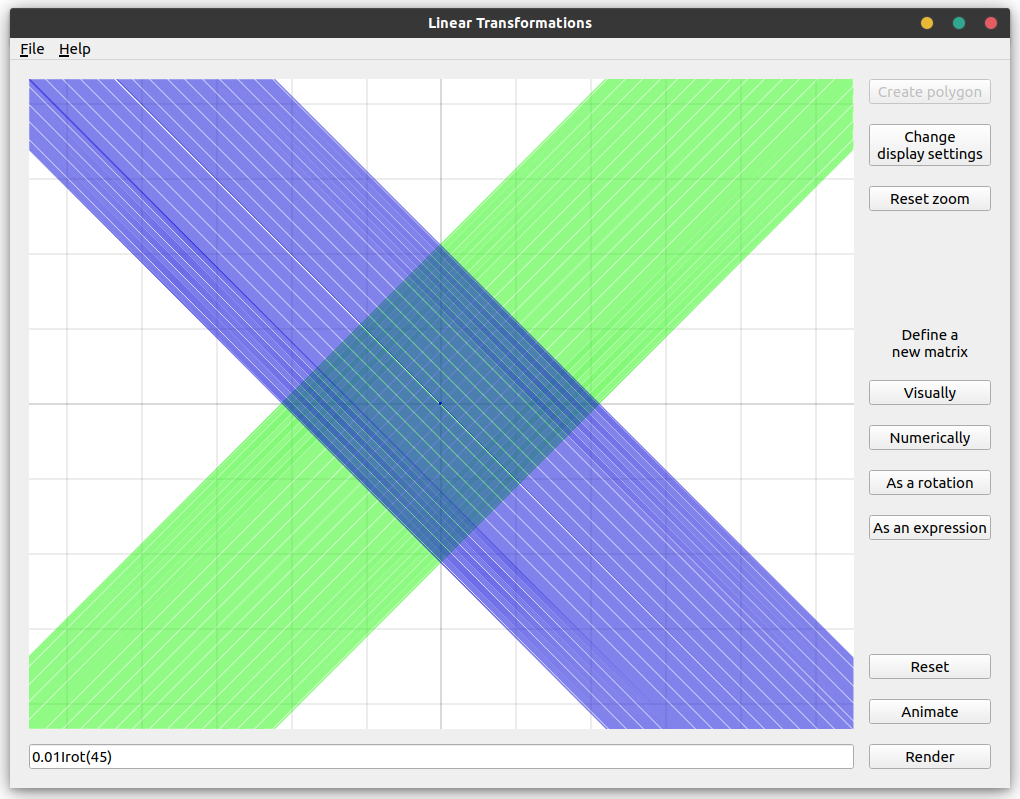 Linear Transformations
File Help
Create polygon
Change
display settings
Reset zoom
Define a
new matrix
Visually
Numerically
As a rotation
As an expression
Reset
Animate
0.01Irot(45)
Render